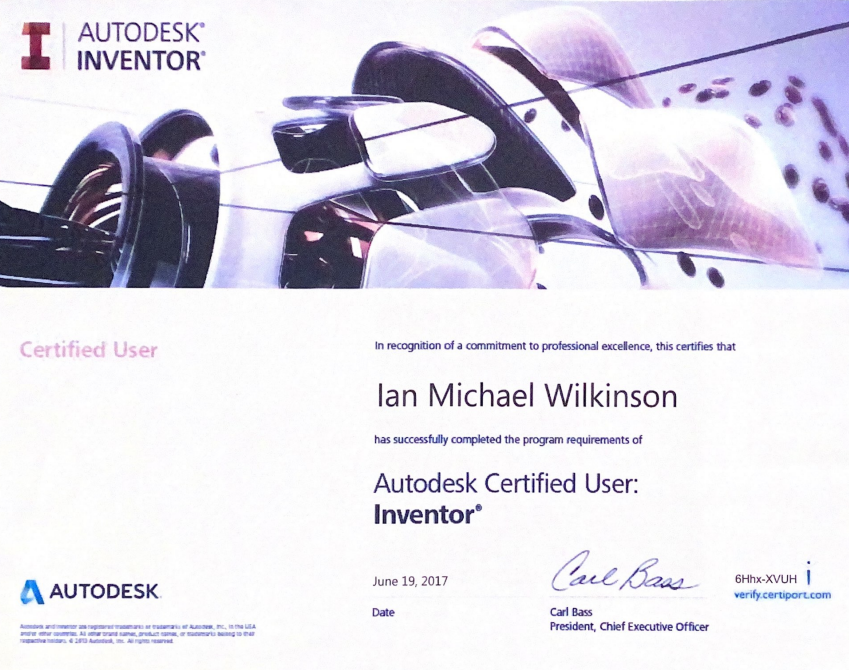 AUTODESK®
INVENTOR®
Certified User
In recognition of a commitment to professional excellence, this certifies that
Ian Michael Wilkinson
has successfully completed the program requirements of
Autodesk Certified User:
Inventor®
June 19, 2017
Date
Carl Bass
Carl Bass
President, Chief Executive Officer
6Hhx-XVUH
verify.certiport.com
AUTODESK.
Autodesk and Inventor are registered trademarks or trademarks of Autodesk, Inc., in the USA
and/or other countries. All other brand names, product names, or trademarks belong to their
respective holders. © 2013 Autodesk, Inc. All rights reserved.